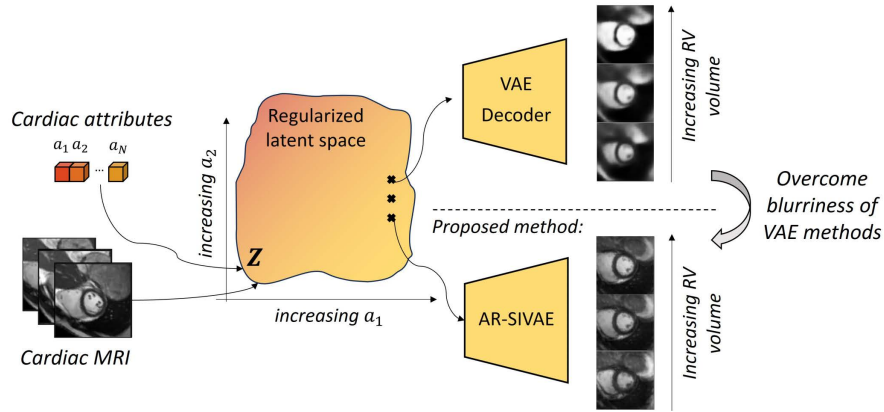 Cardiac attributes
a₁ a₂ ... a_N
Cardiac MRI
Regularized
latent space
increasing a₂
Z
increasing a₁
VAE
Decoder
Increasing RV
volume
Proposed method:
AR-SIVAE
Increasing RV
volume
Overcome
blurriness of
VAE methods